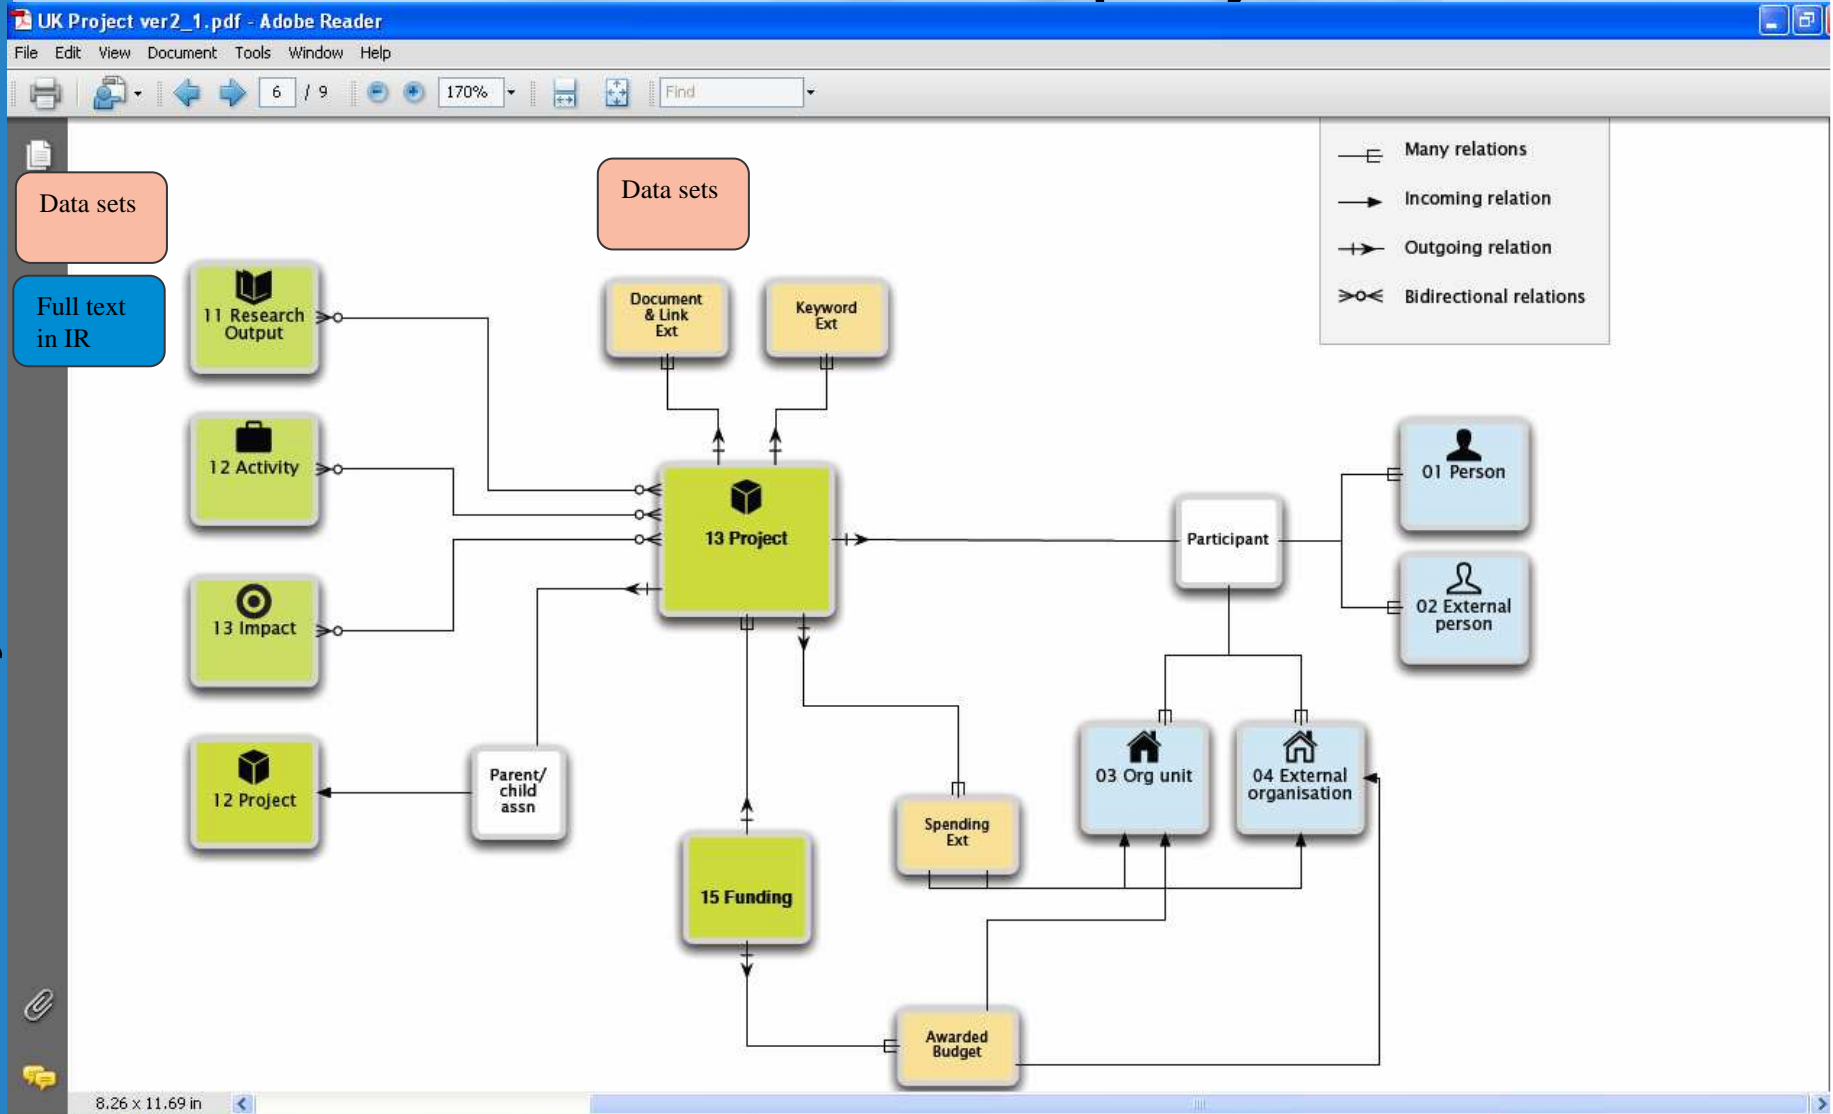 UK Project ver2_1.pdf - Adobe Reader
File Edit View Document Tools Window Help
6 / 9 170% Find
Many relations
Incoming relation
Outgoing relation
Bidirectional relations
Data sets
Data sets
Full text
in IR
11 Research
Output
Document
& Link
Ext
Keyword
Ext
12 Activity
13 Project
Participant
01 Person
02 External
person
13 Impact
12 Project
Parent/
child
assn
03 Org unit
04 External
organisation
Spending
Ext
15 Funding
Awarded
Budget
8.26 x 11.69 in